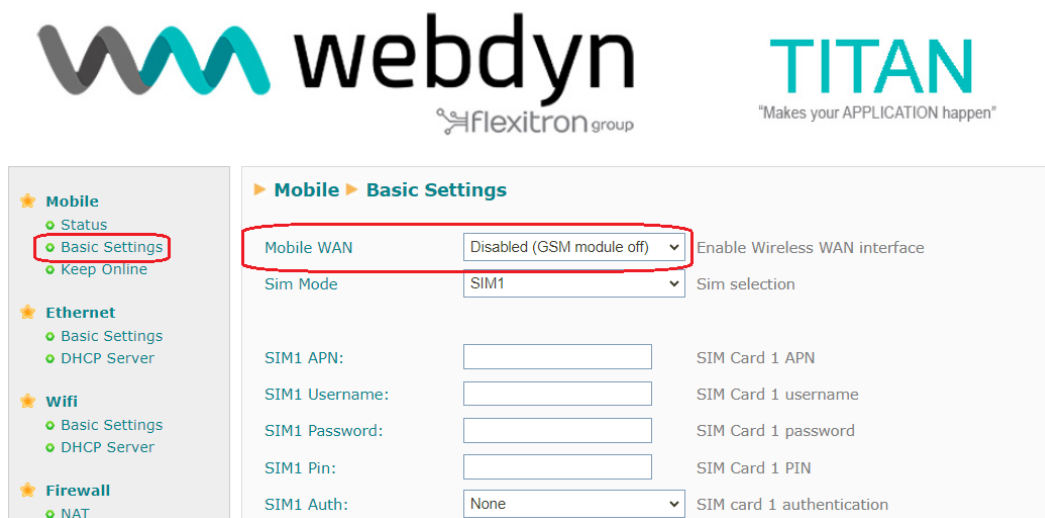 webdyn
flexitron group
TITAN
"Makes your APPLICATION happen"
Mobile
Status
Basic Settings
Keep Online
Ethernet
Basic Settings
DHCP Server
Wifi
Basic Settings
DHCP Server
Firewall
NAT
Mobile Basic Settings
Mobile WAN Disabled (GSM module off) Enable Wireless WAN interface
Sim Mode SIM1 Sim selection
SIM1 APN: SIM Card 1 APN
SIM1 Username: SIM Card 1 username
SIM1 Password: SIM Card 1 password
SIM1 Pin: SIM Card 1 PIN
SIM1 Auth: None SIM card 1 authentication